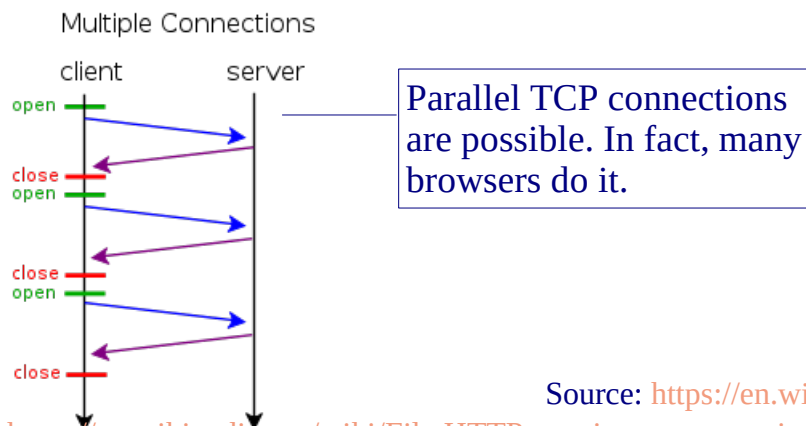 Multiple Connections
client server
open
Parallel TCP connections
are possible. In fact, many
browsers do it.
close
open
close
open
close
Source: https://en.wi